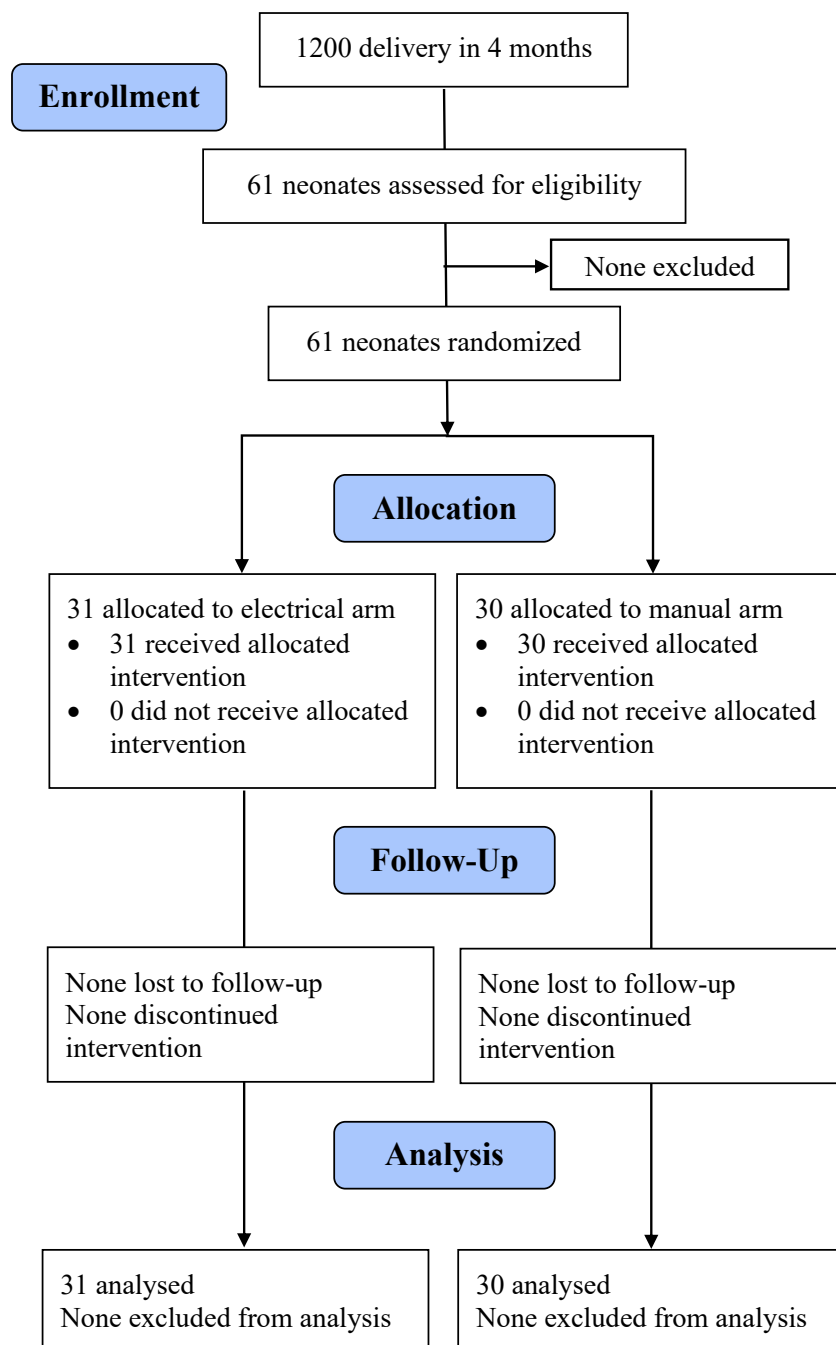 1200 delivery in 4 months
Enrollment
61 neonates assessed for eligibility
None excluded
61 neonates randomized
Allocation
31 allocated to electrical arm
• 31 received allocated
intervention
• 0 did not receive allocated
intervention
30 allocated to manual arm
• 30 received allocated
intervention
• 0 did not receive allocated
intervention
Follow-Up
None lost to follow-up
None discontinued
intervention
None lost to follow-up
None discontinued
intervention
Analysis
31 analysed
None excluded from analysis
30 analysed
None excluded from analysis